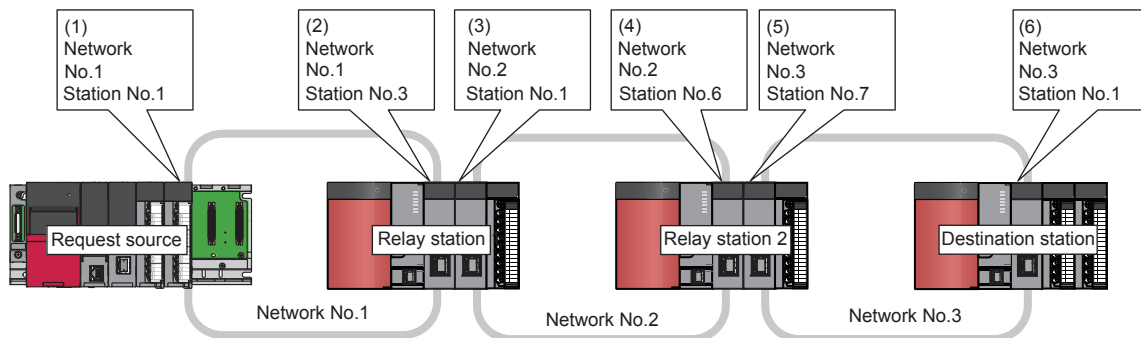 (1)
Network
No.1
Station No.1
(2)
Network
No.1
Station No.3
(3)
Network
No.2
Station No.1
(4)
Network
No.2
Station No.6
(5)
Network
No.3
Station No.7
(6)
Network
No.3
Station No.1
Request source
Relay station
Relay station 2
Destination station
Network No.1
Network No.2
Network No.3